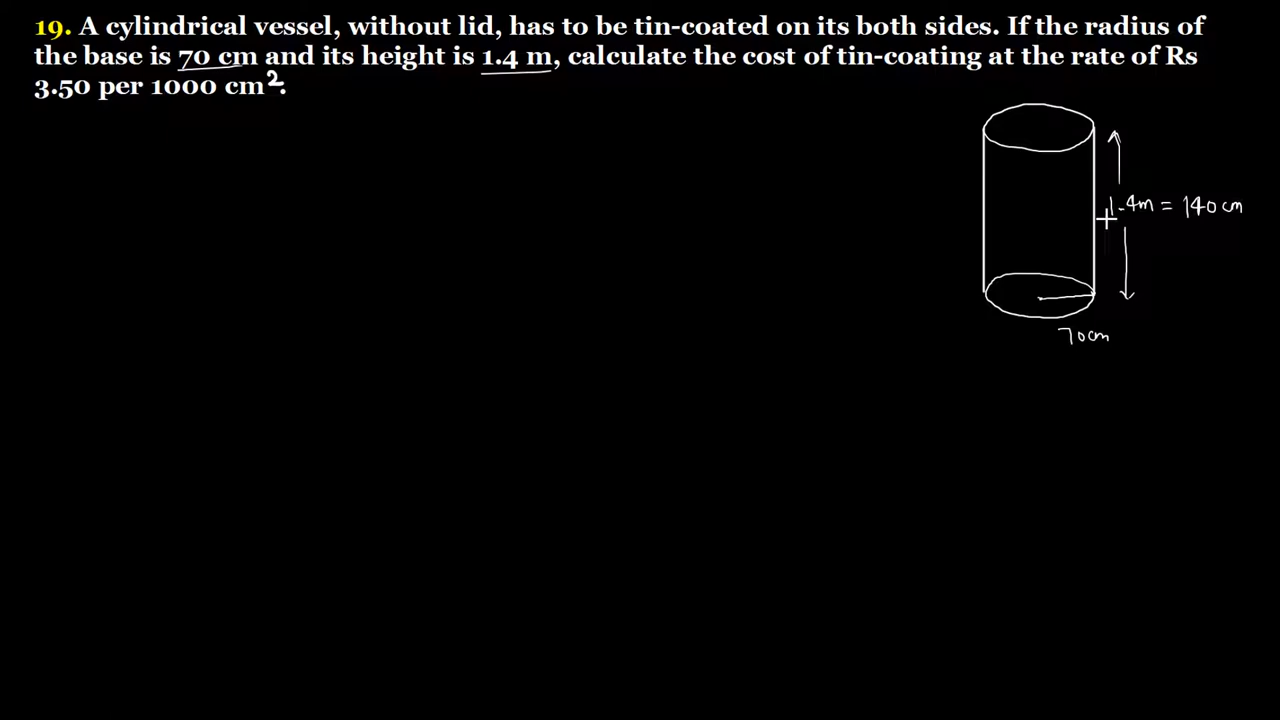 19. A cylindrical vessel, without lid, has to be tin-coated on its both sides. If the radius of
the base is 70 cm and its height is 1.4 m, calculate the cost of tin-coating at the rate of Rs
3.50 per 1000 cm².
1.4m = 140 cm
70cm